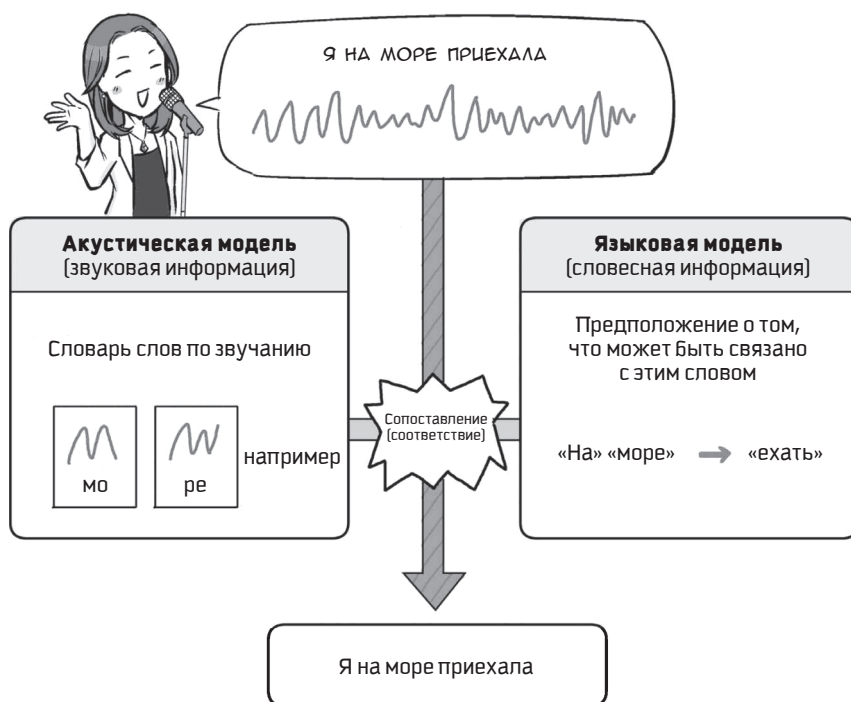 Я НА МОРЕ ПРИЕХАЛА
Акустическая модель
(звуковая информация)
Словарь слов по звучанию
мо
ре
например
Сопоставление
(соответствие)
Языковая модель
(словесная информация)
Предположение о том,
что может быть связано
с этим словом
«На» «море» → «ехать»
Я на море приехала